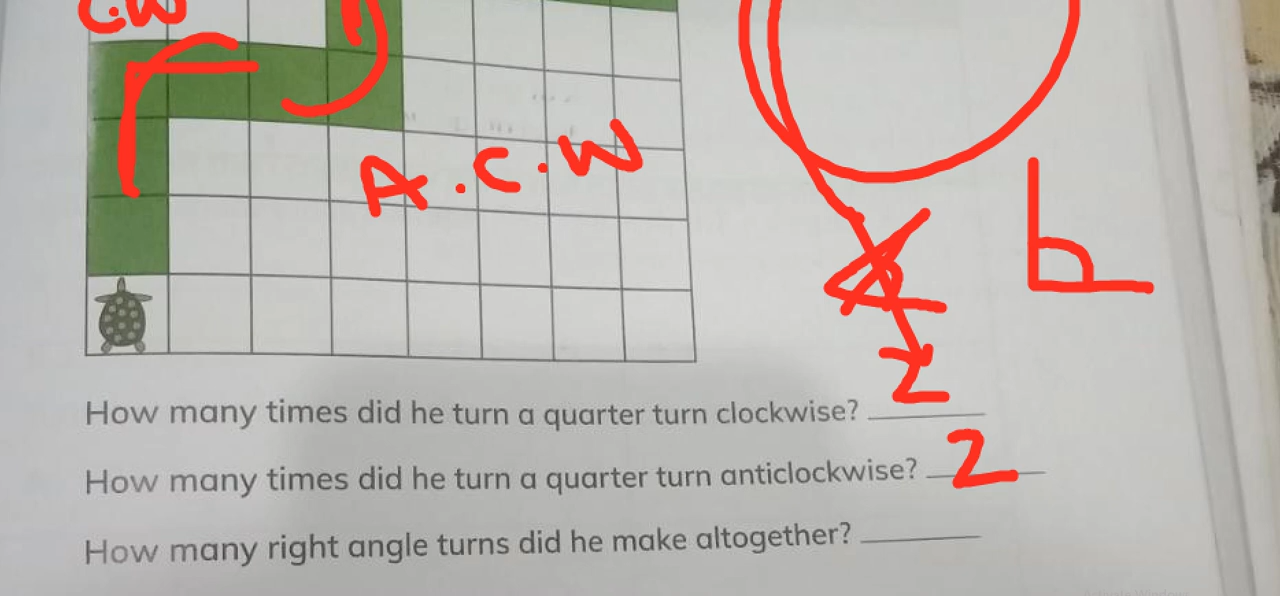 C.W
A.C.W
2
How many times did he turn a quarter turn clockwise?
How many times did he turn a quarter turn anticlockwise? 2
How many right angle turns did he make altogether?